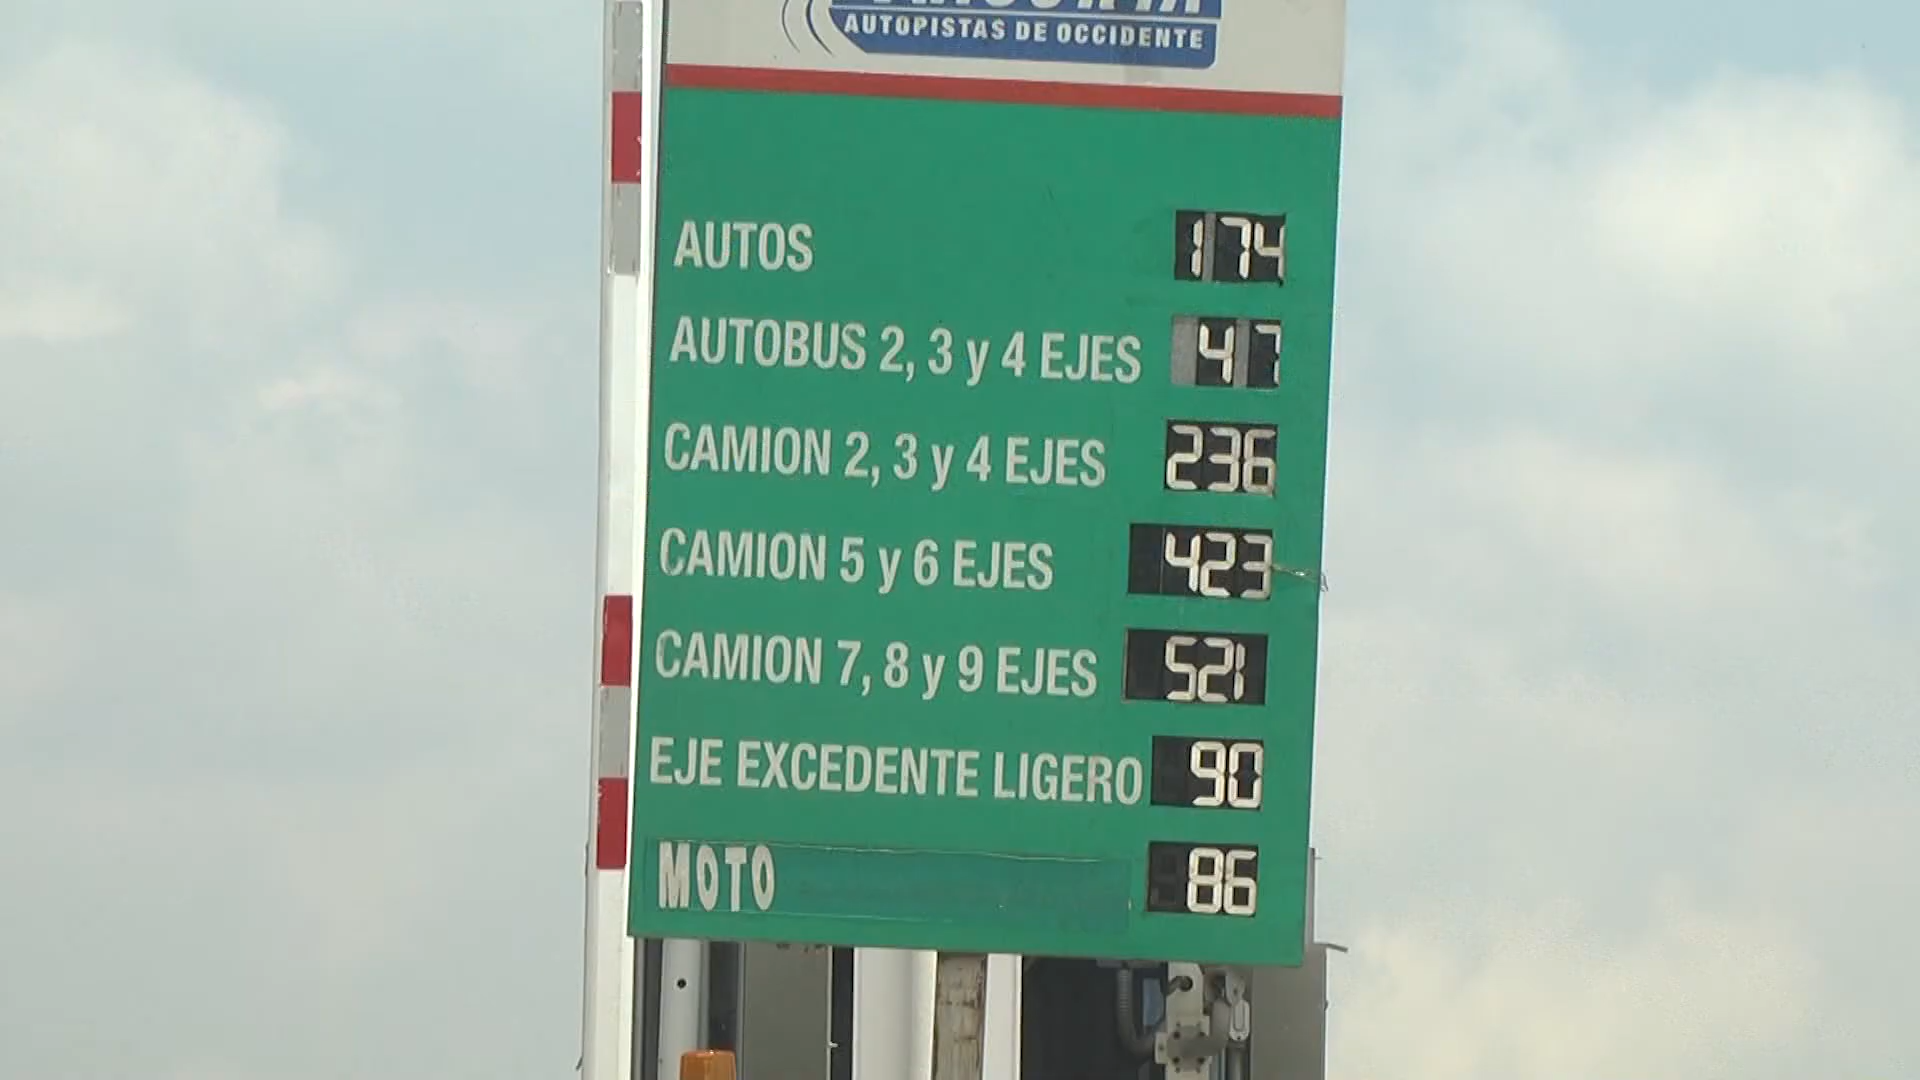 AUTOPISTAS DE OCCIDENTE
AUTOS 174
AUTOBUS 2, 3 y 4 EJES 47
CAMION 2, 3 y 4 EJES 236
CAMION 5 y 6 EJES 423
CAMION 7, 8 y 9 EJES 521
EJE EXCEDENTE LIGERO 90
MOTO 86